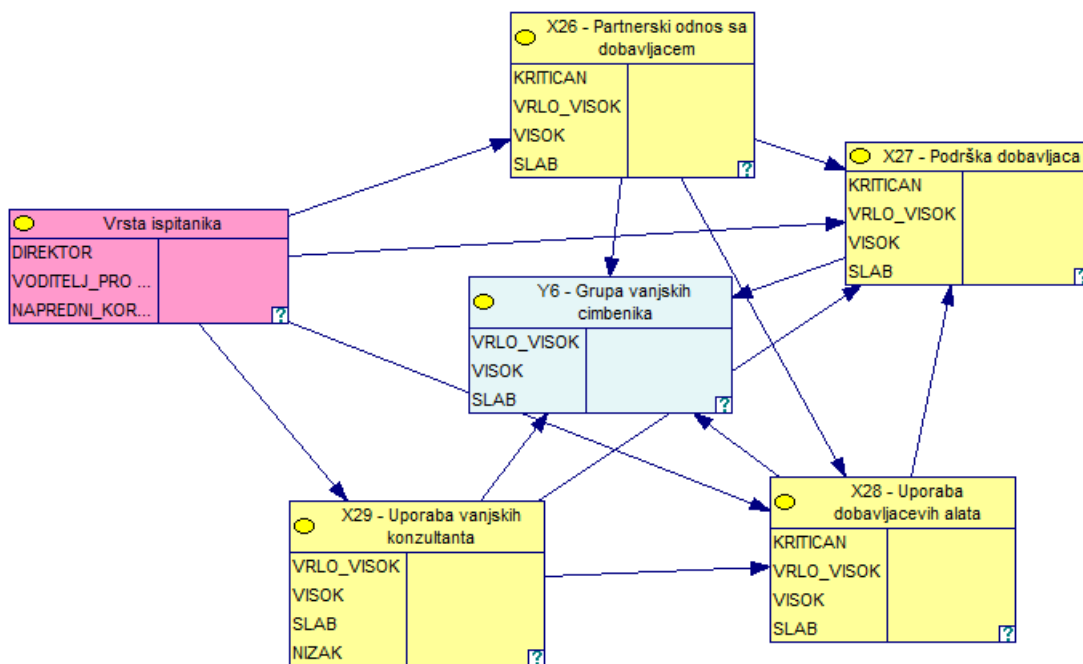 X26 - Partnerski odnos sa
dobavljacem
KRITICAN
VRLO_VISOK
VISOK
SLAB
?
X27 - Podrška dobavljaca
KRITICAN
VRLO_VISOK
VISOK
SLAB
?
Vrsta ispitanika
DIREKTOR
VODITELJ_PRO ...
NAPREDNI_KOR...
?
Y6 - Grupa vanjskih
cimbenika
VRLO_VISOK
VISOK
SLAB
?
X29 - Uporaba vanjskih
konzultanta
VRLO_VISOK
VISOK
SLAB
NIZAK
?
X28 - Uporaba
dobavljacevih alata
KRITICAN
VRLO_VISOK
VISOK
SLAB
?